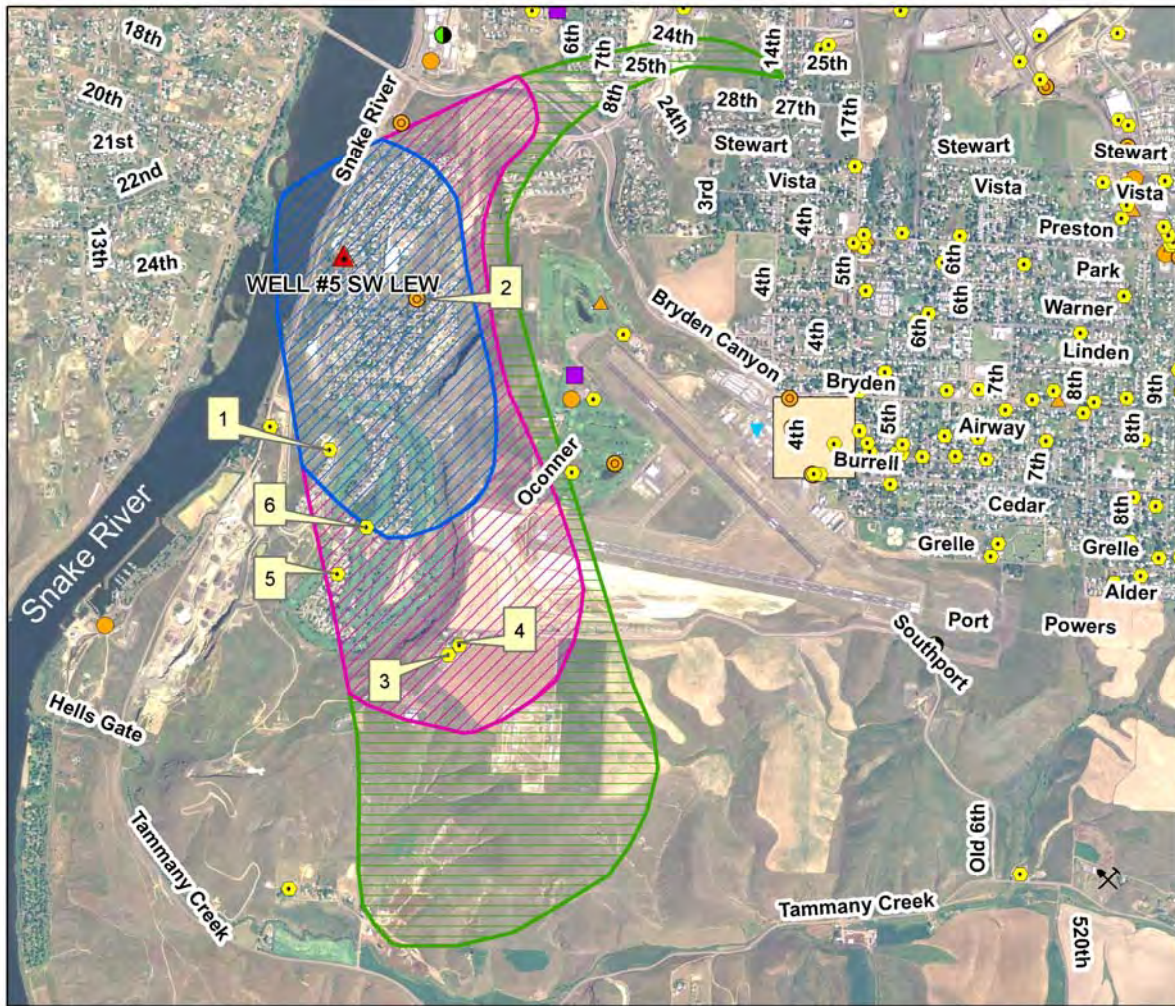 18th
20th
21st
22nd
24th
13th
Snake River
6th
7th
24th
25th
8th
14th
25th
24th
28th
27th
17th
Stewart
Stewart
Stewart
Vista
Vista
Vista
3rd
4th
Preston
5th
6th
Park
WELL #5 SW LEW
2
4th
6th
Warner
Bryden Canyon
4th
6th
Linden
Bryden
7th
8th
9th
1
4th
5th
Airway
8th
Oconner
Burrell
7th
6
Cedar
8th
Snake River
5
Grelle
Grelle
Alder
4
Port
Powers
Southport
3
Hells Gate
Tammany Creek
Old 6th
Tammany Creek
520th